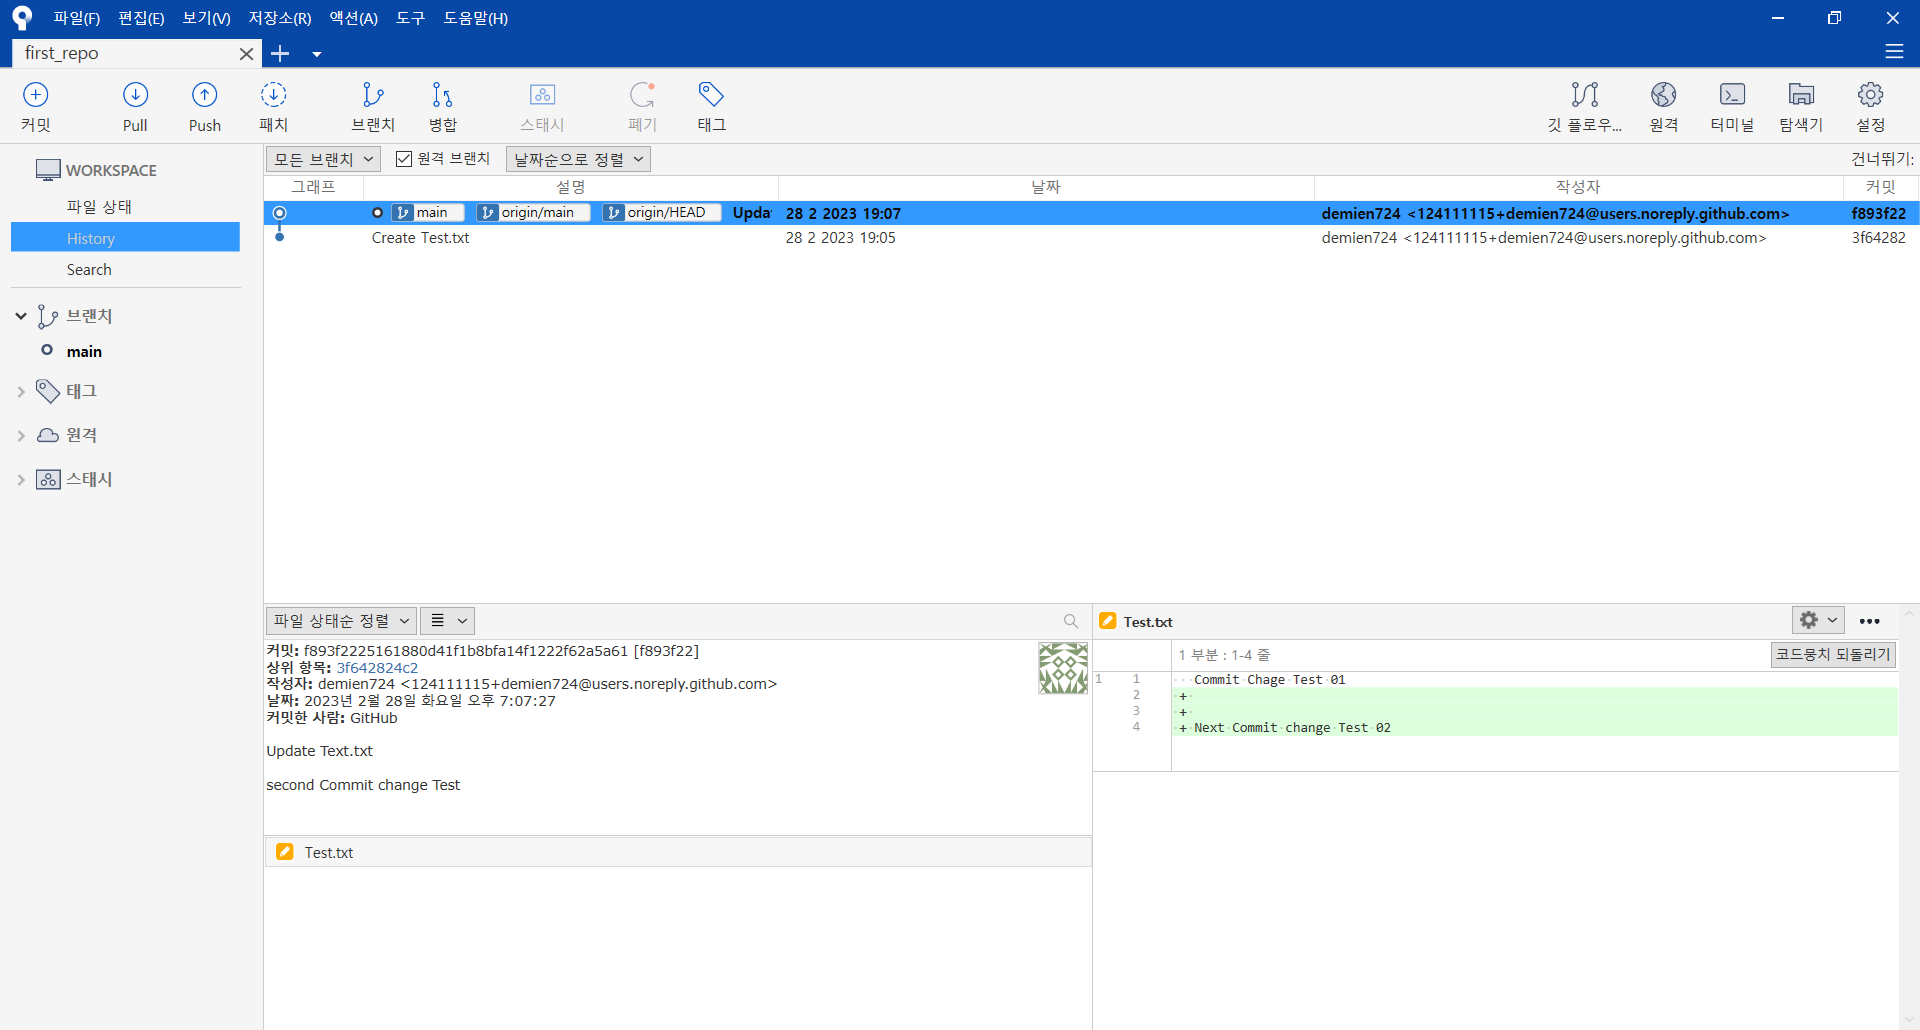 파일(F) 편집(E) 보기(V) 저장소(R) 액션(A) 도구 도움말(H)
first_repo
커밋 Pull Push 패치 브랜치 병합 스태시 폐기 태그 깃 플로우... 원격 터미널 탐색기 설정
WORKSPACE
파일 상태
History
Search
브랜치
main
태그
원격
스태시
모든 브랜치 원격 브랜치 날짜순으로 정렬 건너뛰기:
그래프 설명 날짜 작성자 커밋
main origin/main origin/HEAD Upda 28 2 2023 19:07 demien724 <124111115+demien724@users.noreply.github.com> f893f22
Create Test.txt 28 2 2023 19:05 demien724 <124111115+demien724@users.noreply.github.com> 3f64282
파일 상태순 정렬
커밋: f893f2225161880d41f1b8bfa14f1222f62a5a61 [f893f22]
상위 항목: 3f642824c2
작성자: demien724 <124111115+demien724@users.noreply.github.com>
날짜: 2023년 2월 28일 화요일 오후 7:07:27
커밋한 사람: GitHub
Update Text.txt
second Commit change Test
Test.txt
Test.txt
1 부분 : 1-4 줄 코드뭉치 되돌리기
1 1 Commit Chage Test 01
2 +
3 +
4 + Next Commit change Test 02